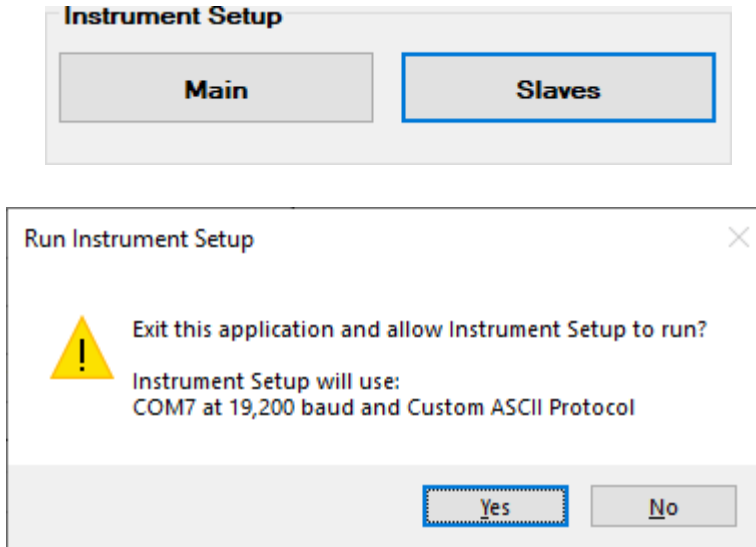 Instrument Setup
Main
Slaves
Run Instrument Setup
Exit this application and allow Instrument Setup to run?
Instrument Setup will use:
COM7 at 19,200 baud and Custom ASCII Protocol
Yes
No